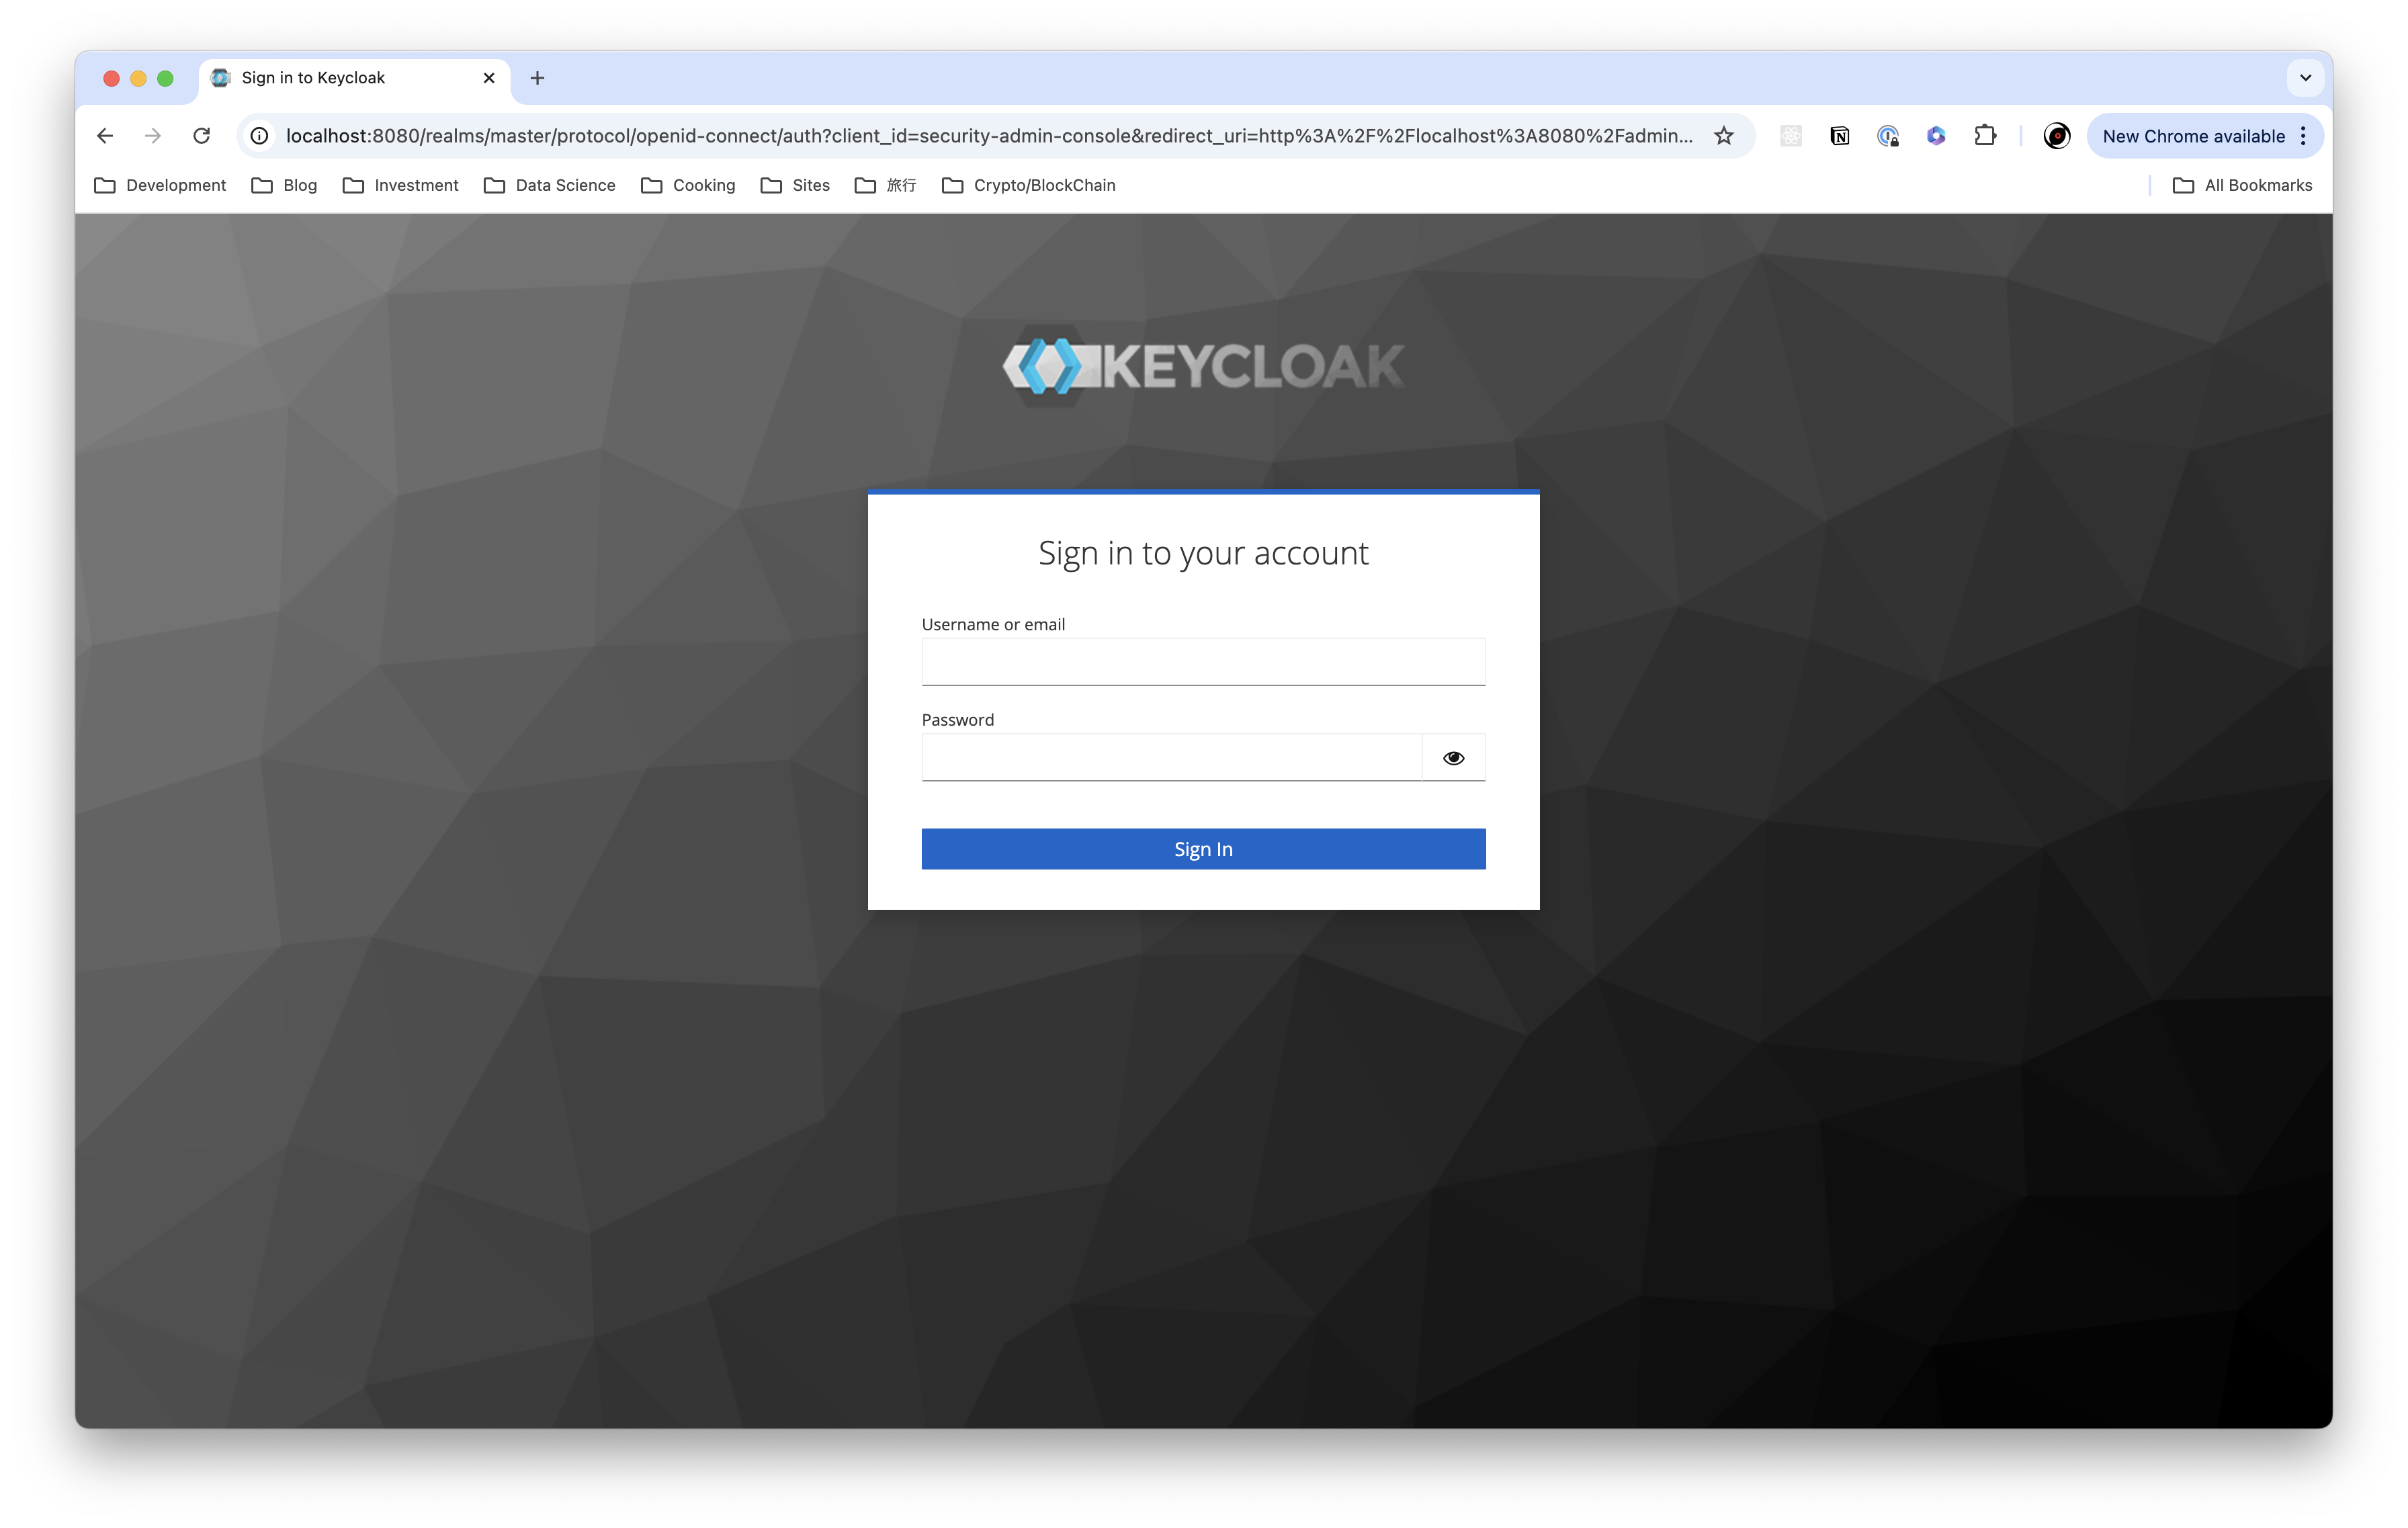 Sign in to Keycloak
localhost:8080/realms/master/protocol/openid-connect/auth?client_id=security-admin-console&redirect_uri=http%3A%2F%2Flocalhost%3A8080%2Fadmin...
New Chrome available
Development Blog Investment Data Science Cooking Sites 旅行 Crypto/BlockChain All Bookmarks
KEYCLOAK
Sign in to your account
Username or email
Password
Sign In